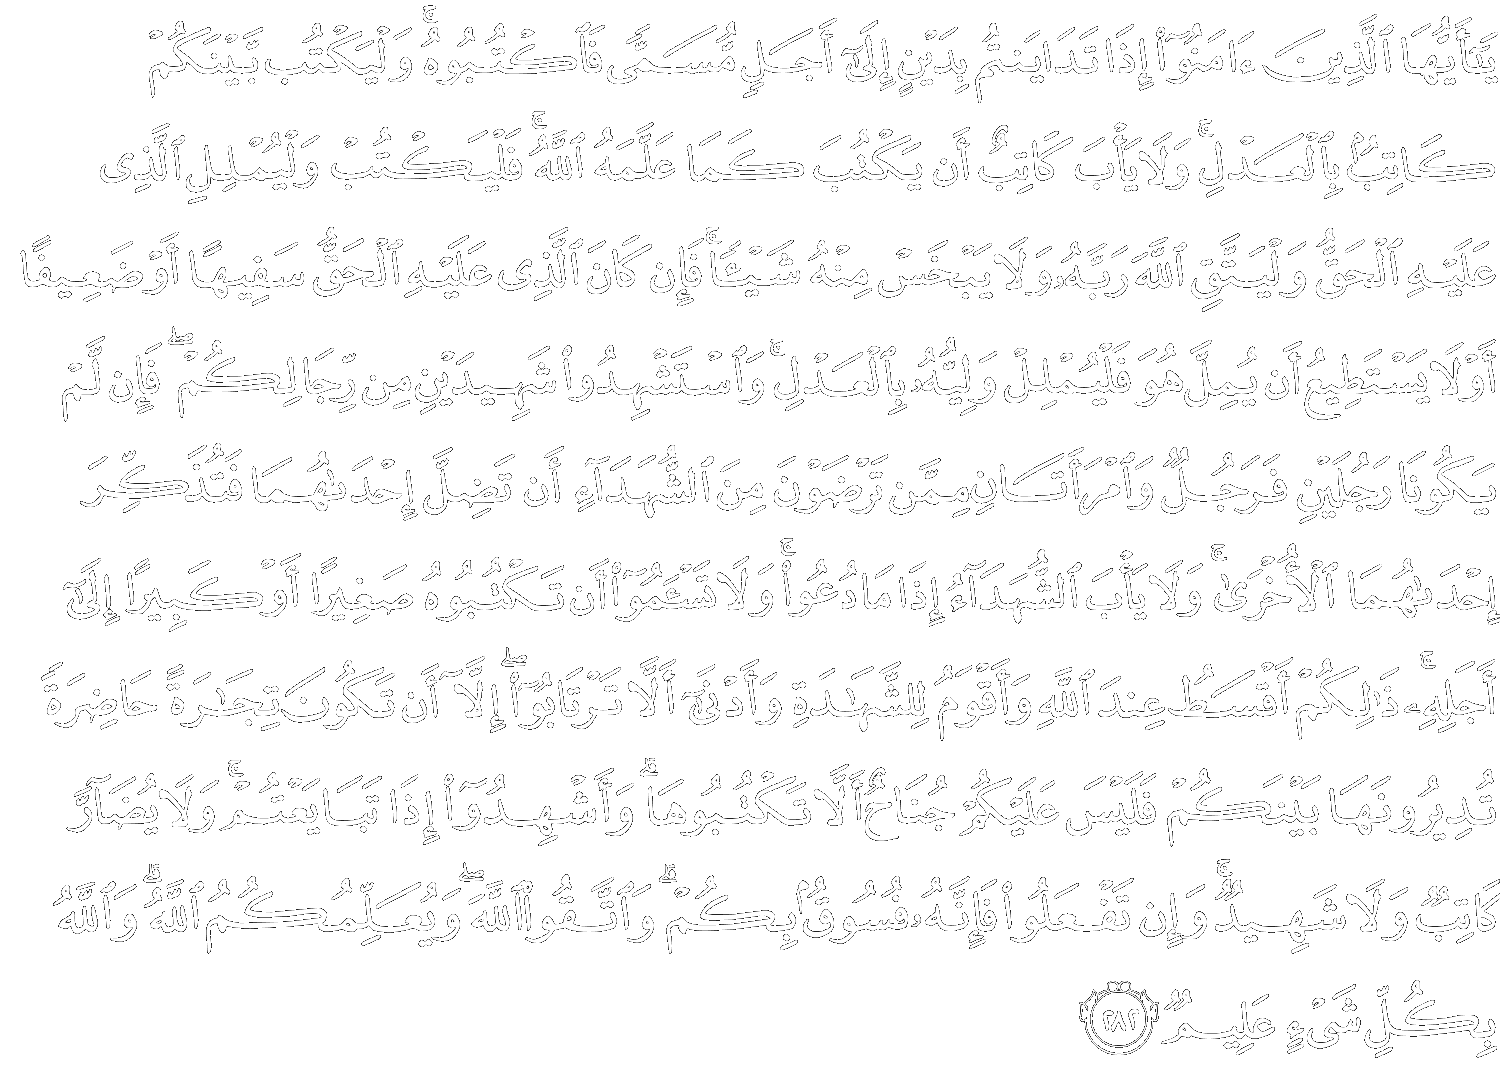 يَٰٓأَيُّهَا ٱلَّذِينَ ءَامَنُوٓا۟ إِذَا تَدَايَنتُم بِدَيْنٍ إِلَىٰٓ أَجَلٍ مُّسَمًّى فَٱكْتُبُوهُ ۚ وَلْيَكْتُب بَّيْنَكُمْ
كَاتِبٌۢ بِٱلْعَدْلِ ۚ وَلَا يَأْبَ كَاتِبٌ أَن يَكْتُبَ كَمَا عَلَّمَهُ ٱللَّهُ ۚ فَلْيَكْتُبْ وَلْيُمْلِلِ ٱلَّذِى
عَلَيْهِ ٱلْحَقُّ وَلْيَتَّقِ ٱللَّهَ رَبَّهُۥ وَلَا يَبْخَسْ مِنْهُ شَيْـًٔا ۚ فَإِن كَانَ ٱلَّذِى عَلَيْهِ ٱلْحَقُّ سَفِيهًا أَوْ ضَعِيفًا
أَوْ لَا يَسْتَطِيعُ أَن يُمِلَّ هُوَ فَلْيُمْلِلْ وَلِيُّهُۥ بِٱلْعَدْلِ ۚ وَٱسْتَشْهِدُوا۟ شَهِيدَيْنِ مِن رِّجَالِكُمْ ۖ فَإِن لَّمْ
يَكُونَا رَجُلَيْنِ فَرَجُلٌ وَٱمْرَأَتَانِ مِمَّن تَرْضَوْنَ مِنَ ٱلشُّهَدَآءِ أَن تَضِلَّ إِحْدَىٰهُمَا فَتُذَكِّرَ
إِحْدَىٰهُمَا ٱلْأُخْرَىٰ ۚ وَلَا يَأْبَ ٱلشُّهَدَآءُ إِذَا مَا دُعُوا۟ ۚ وَلَا تَسْـَٔمُوٓا۟ أَن تَكْتُبُوهُ صَغِيرًا أَوْ كَبِيرًا إِلَىٰٓ
أَجَلِهِۦ ۚ ذَٰلِكُمْ أَقْسَطُ عِندَ ٱللَّهِ وَأَقْوَمُ لِلشَّهَٰدَةِ وَأَدْنَىٰٓ أَلَّا تَرْتَابُوٓا۟ ۖ إِلَّآ أَن تَكُونَ تِجَٰرَةً حَاضِرَةً
تُدِيرُونَهَا بَيْنَكُمْ فَلَيْسَ عَلَيْكُمْ جُنَاحٌ أَلَّا تَكْتُبُوهَا ۗ وَأَشْهِدُوٓا۟ إِذَا تَبَايَعْتُمْ ۚ وَلَا يُضَآرَّ
كَاتِبٌ وَلَا شَهِيدٌ ۚ وَإِن تَفْعَلُوا۟ فَإِنَّهُۥ فُسُوقٌۢ بِكُمْ ۗ وَٱتَّقُوا۟ ٱللَّهَ ۖ وَيُعَلِّمُكُمُ ٱللَّهُ ۗ وَٱللَّهُ
بِكُلِّ شَىْءٍ عَلِيمٌ ٢٨٢